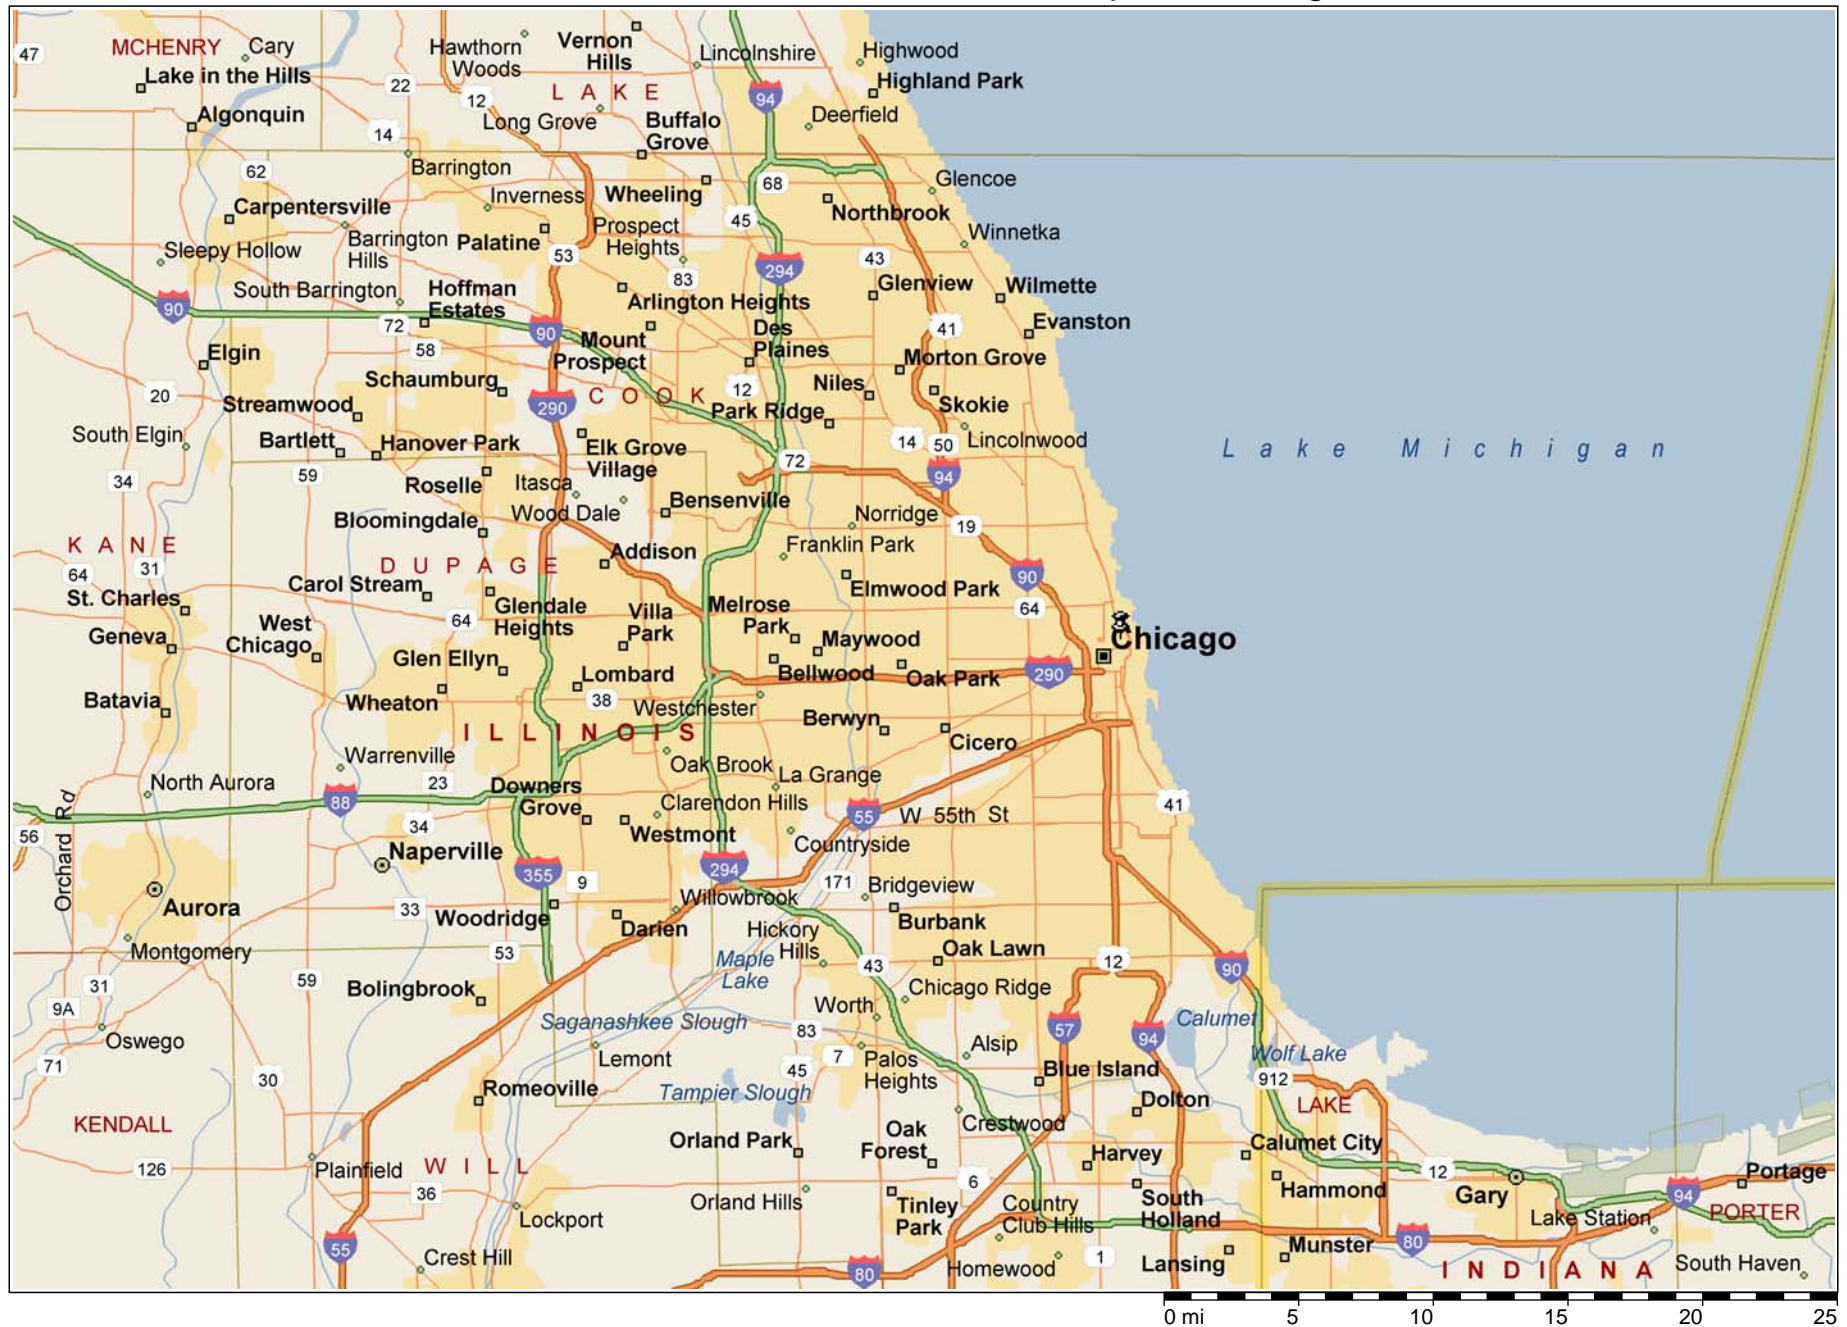 47
MCHENRY
Cary
Hawthorn
Woods
Vernon
Hills
Lincolnshire
Highwood
Lake in the Hills
22
12
L A K E
94
Highland Park
Algonquin
14
Long Grove
Buffalo
Grove
Deerfield
62
Barrington
68
Glencoe
Carpentersville
Inverness
Wheeling
45
Northbrook
Barrington
Hills
Palatine
Prospect
Heights
Winnetka
Sleepy Hollow
53
83
294
43
South Barrington
Hoffman
Estates
Arlington Heights
Glenview
Wilmette
90
72
90
Mount
Prospect
Des
Plaines
41
Evanston
Elgin
58
Morton Grove
Schaumburg
C O O K
12
Niles
20
Streamwood
290
Park Ridge
Skokie
South Elgin
Bartlett
Hanover Park
Elk Grove
Village
14
50
Lincolnwood
L a k e M i c h i g a n
34
59
Roselle
Itasca
72
94
Bensenville
Bloomingdale
Wood Dale
Norridge
19
K A N E
Addison
Franklin Park
64
31
D U P A G E
Carol Stream
Elmwood Park
90
St. Charles
Glendale
Heights
Villa
Park
Melrose
Park
64
Geneva
West
Chicago
64
Maywood
Chicago
Glen Ellyn
Lombard
Bellwood
Oak Park
290
Batavia
Wheaton
38
Westchester
Berwyn
I L L I N O I S
Cicero
Warrenville
Oak Brook
La Grange
North Aurora
23
Downers
Grove
Clarendon Hills
88
55
W 55th St
41
56
Orchard Rd
34
Westmont
Countryside
Naperville
355
9
294
171
Bridgeview
Aurora
33
Woodridge
Willowbrook
Burbank
Darien
Hickory
Hills
Oak Lawn
Montgomery
53
Maple
Lake
43
12
90
31
59
Bolingbrook
Chicago Ridge
9A
Worth
Oswego
Saganashkee Slough
83
57
94
Calumet
71
Lemont
7
Palos
Heights
Alsip
Wolf Lake
30
45
Blue Island
912
Romeoville
Tampier Slough
Dolton
LAKE
KENDALL
Crestwood
Orland Park
Oak
Forest
Calumet City
126
Plainfield
W I L L
Harvey
12
Portage
36
Orland Hills
6
Hammond
Gary
94
Lockport
Tinley
Park
Country
Club Hills
South
Holland
Lake Station
PORTER
55
Crest Hill
80
Homewood
1
Lansing
Munster
80
I N D I A N A
South Haven
0 mi 5 10 15 20 25